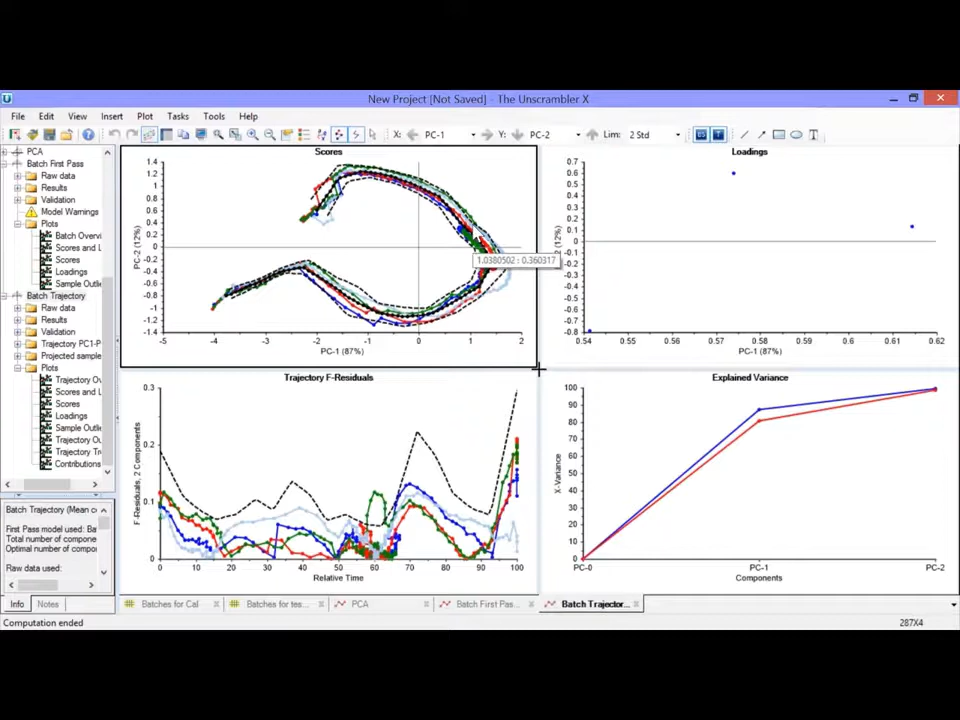 New Project [Not Saved] - The Unscrambler X
File Edit View Insert Plot Tasks Tools Help
X: PC-1 Y: PC-2 Lim: 2 Std
PCA
Batch First Pass
Raw data
Results
Validation
Model Warnings
Plots
Batch Overvi
Scores and L
Scores
Loadings
Sample Outlie
Batch Trajectory
Raw data
Results
Validation
Trajectory PC1-P
Projected sample
Plots
Trajectory Ov
Scores and L
Scores
Loadings
Sample Outlie
Trajectory Ou
Trajectory Tr
Contributions
Batch Trajectory (Mean c
First Pass model used: Ba
Total number of compone
Optimal number of compo
Raw data used:
Info Notes
Scores
PC-2 (12%)
1.4
1.2
1
0.8
0.6
0.4
0.2
0
-0.2
-0.4
-0.6
-0.8
-1
-1.2
-1.4
-5 -4 -3 -2 -1 0 1 2
PC-1 (87%)
1.0380502 : 0.360317
Loadings
PC-2 (12%)
0.7
0.6
0.5
0.4
0.3
0.2
0.1
0
-0.1
-0.2
-0.3
-0.4
-0.5
-0.6
-0.7
-0.8
0.54 0.55 0.56 0.57 0.58 0.59 0.6 0.61 0.62
PC-1 (87%)
Trajectory F-Residuals
F-Residuals, 2 Components
0.3
0.2
0.1
0
0 10 20 30 40 50 60 70 80 90 100
Relative Time
Explained Variance
X-Variance
100
90
80
70
60
50
40
30
20
10
0
PC-0 PC-1 PC-2
Components
Batches for Cal Batches for tes... PCA Batch First Pas... Batch Trajector...
Computation ended 287X4